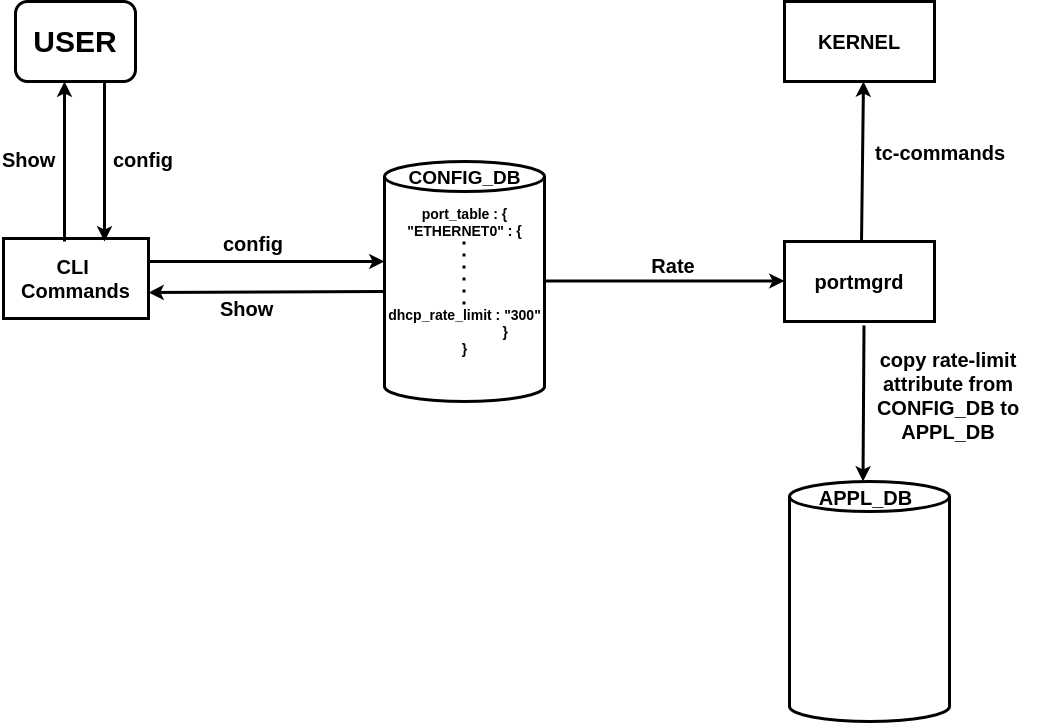 USER
KERNEL
Show
config
tc-commands
CONFIG_DB
port_table : {
"ETHERNET0" : {
dhcp_rate_limit : "300"
}
}
CLI
Commands
config
Show
Rate
portmgrd
copy rate-limit
attribute from
CONFIG_DB to
APPL_DB
APPL_DB